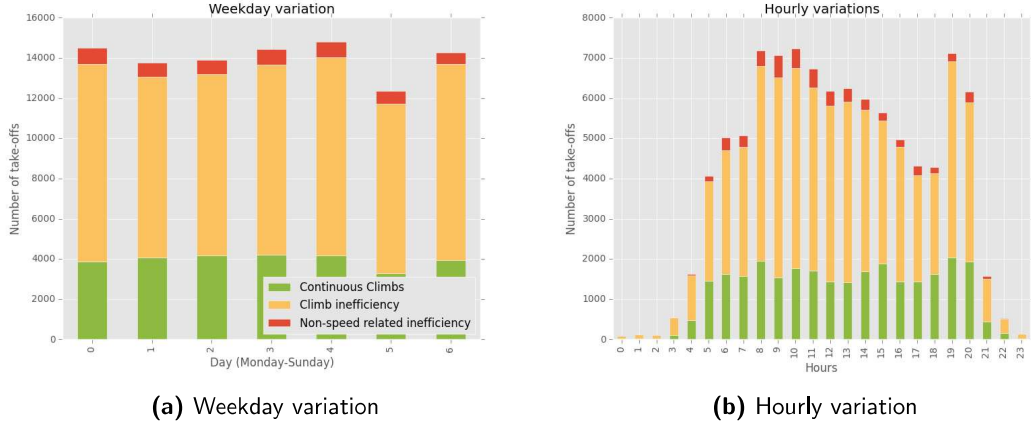 Weekday variation
16000
14000
12000
10000
8000
6000
4000
2000
0
Number of take-offs
Continuous Climbs
Climb inefficiency
Non-speed related inefficiency
0 1 2 3 4 5 6
Day (Monday-Sunday)
(a) Weekday variation
Hourly variations
8000
7000
6000
5000
4000
3000
2000
1000
0
Number of take-offs
0 1 2 3 4 5 6 7 8 9 10 11 12 13 14 15 16 17 18 19 20 21 22 23
Hours
(b) Hourly variation